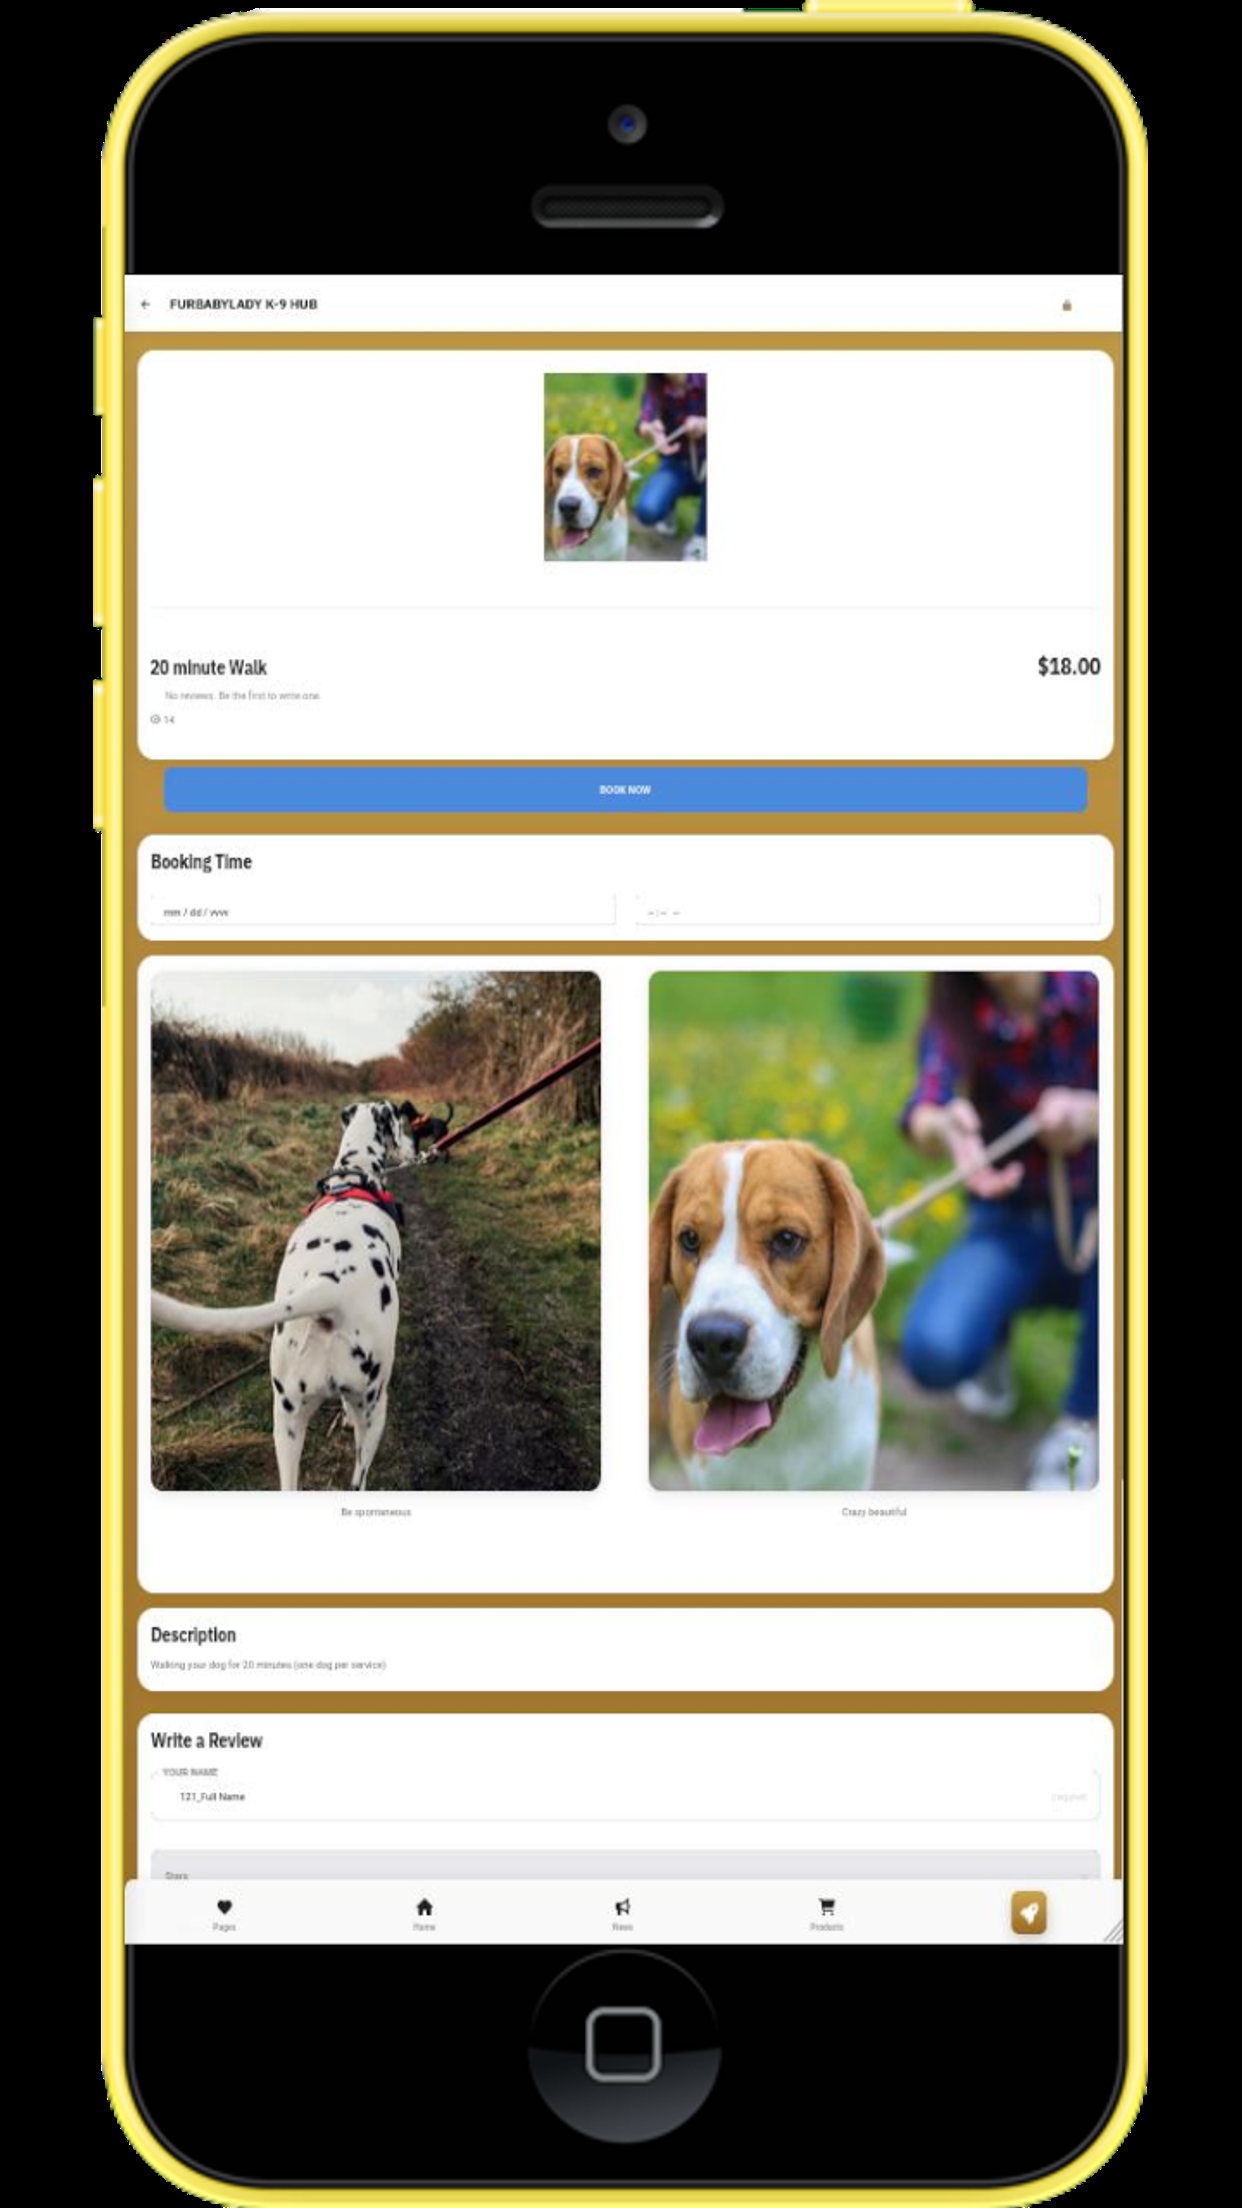 FURBABYLADY K-9 HUB
20 minute Walk
$18.00
No reviews. Be the first to write one.
14
BOOK NOW
Booking Time
mm / dd / yyyy
--:-- --
Be spontaneous
Crazy beautiful
Description
Walking your dog for 20 minutes (one dog per service)
Write a Review
YOUR NAME
121_Full Name
(required)
Stars
Pages
Home
News
Products